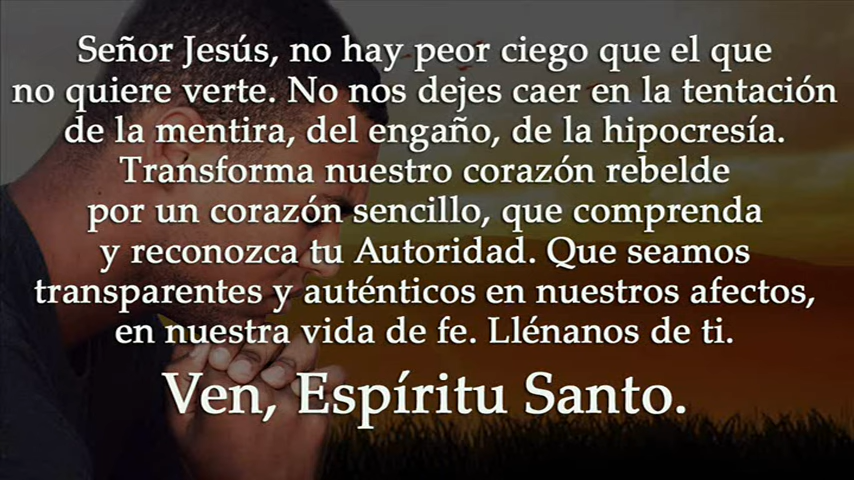 Señor Jesús, no hay peor ciego que el que
no quiere verte. No nos dejes caer en la tentación
de la mentira, del engaño, de la hipocresía.
Transforma nuestro corazón rebelde
por un corazón sencillo, que comprenda
y reconozca tu Autoridad. Que seamos
transparentes y auténticos en nuestros afectos,
en nuestra vida de fe. Llénanos de ti.
Ven, Espíritu Santo.